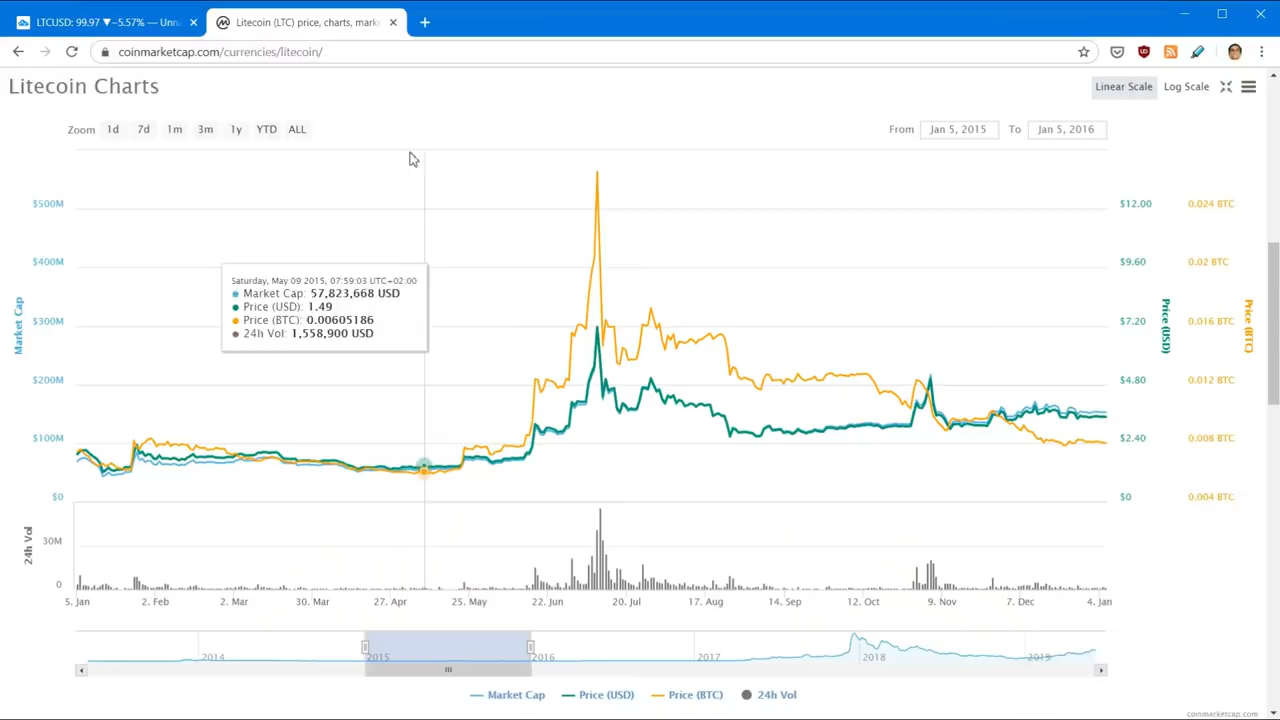 LTCUSD: 99.97 ▼−5.57% — Unna
Litecoin (LTC) price, charts, marke
coinmarketcap.com/currencies/litecoin/
Litecoin Charts
Linear Scale Log Scale
Zoom 1d 7d 1m 3m 1y YTD ALL
From Jan 5, 2015 To Jan 5, 2016
$500M $12.00 0.024 BTC
$400M $9.60 0.02 BTC
Saturday, May 09 2015, 07:59:03 UTC+02:00
Market Cap: 57,823,668 USD
Price (USD): 1.49
Price (BTC): 0.00605186
24h Vol: 1,558,900 USD
$300M $7.20 0.016 BTC
Market Cap
Price (USD)
Price (BTC)
$200M $4.80 0.012 BTC
$100M $2.40 0.008 BTC
$0 $0 0.004 BTC
24h Vol
30M
0
5. Jan 2. Feb 2. Mar 30. Mar 27. Apr 25. May 22. Jun 20. Jul 17. Aug 14. Sep 12. Oct 9. Nov 7. Dec 4. Jan
2014 2015 2016 2017 2018 2019
Market Cap Price (USD) Price (BTC) 24h Vol
coinmarketcap.com